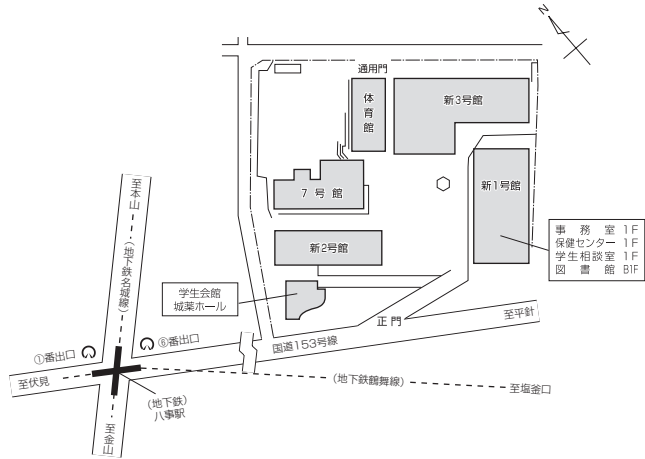 N
通用門
体育館
新3号館
7号館
新1号館
新2号館
事務室 1F
保健センター 1F
学生相談室 1F
図書館 B1F
学生会館
城薬ホール
正門
至平針
国道153号線
至本山
(地下鉄名城線)
①番出口
⑥番出口
至伏見
(地下鉄)
八事駅
至金山
(地下鉄鶴舞線)
至塩釜口